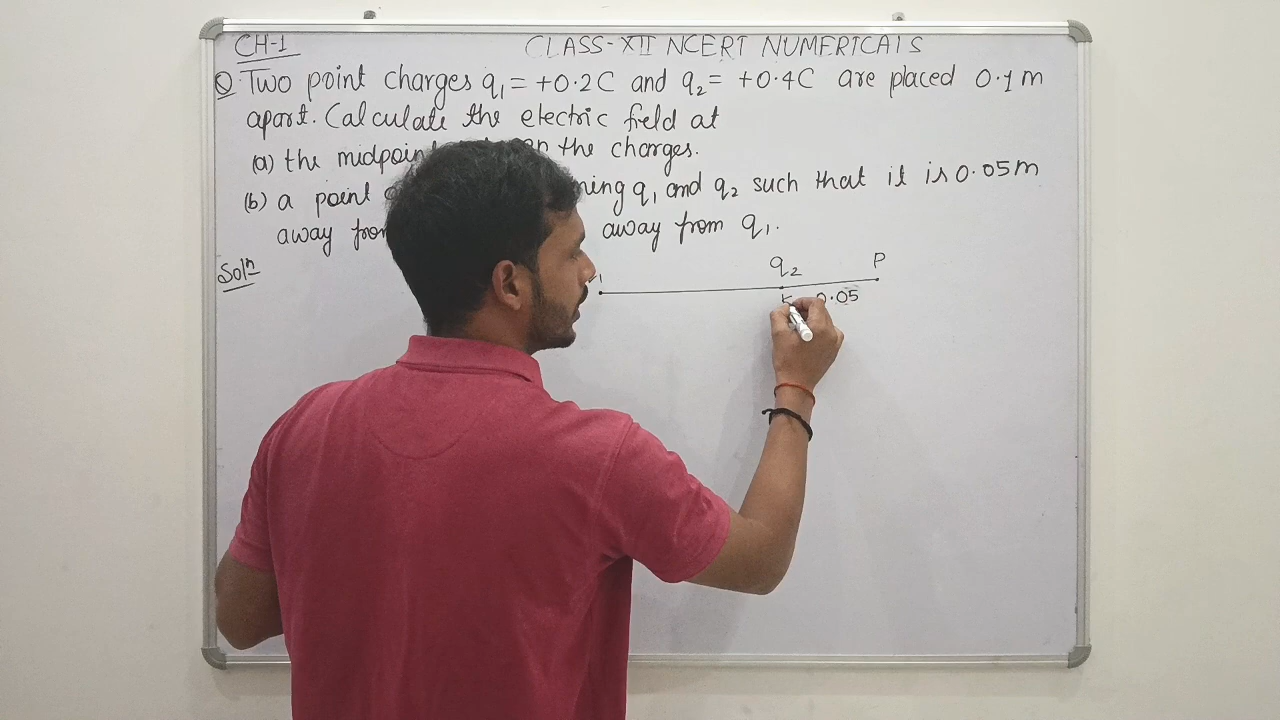 CH-1 CLASS-XII NCERT NUMERICALS
Q. Two point charges q₁ = +0.2C and q₂ = +0.4C are placed 0.1 m
apart. Calculate the electric field at
(a) the midpoin the charges.
(b) a point ning q₁ and q₂ such that it is 0.05m
away from away from q₁.
Solⁿ
q₂ P
0.05